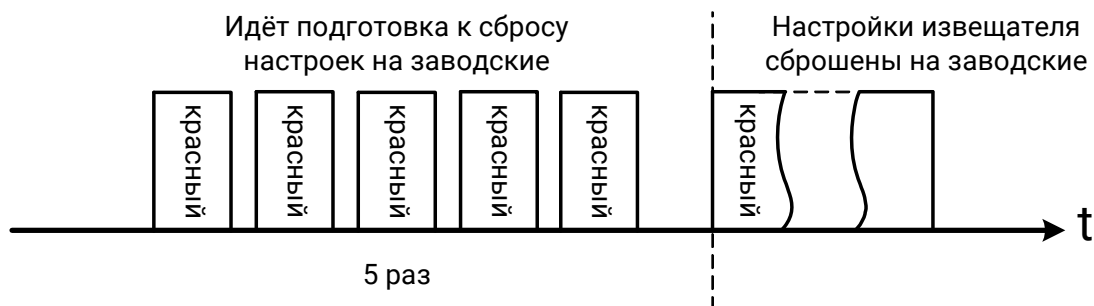 Идёт подготовка к сбросу
настроек на заводские
Настройки извещателя
сброшены на заводские
красный
красный
красный
красный
красный
красный
t
5 раз